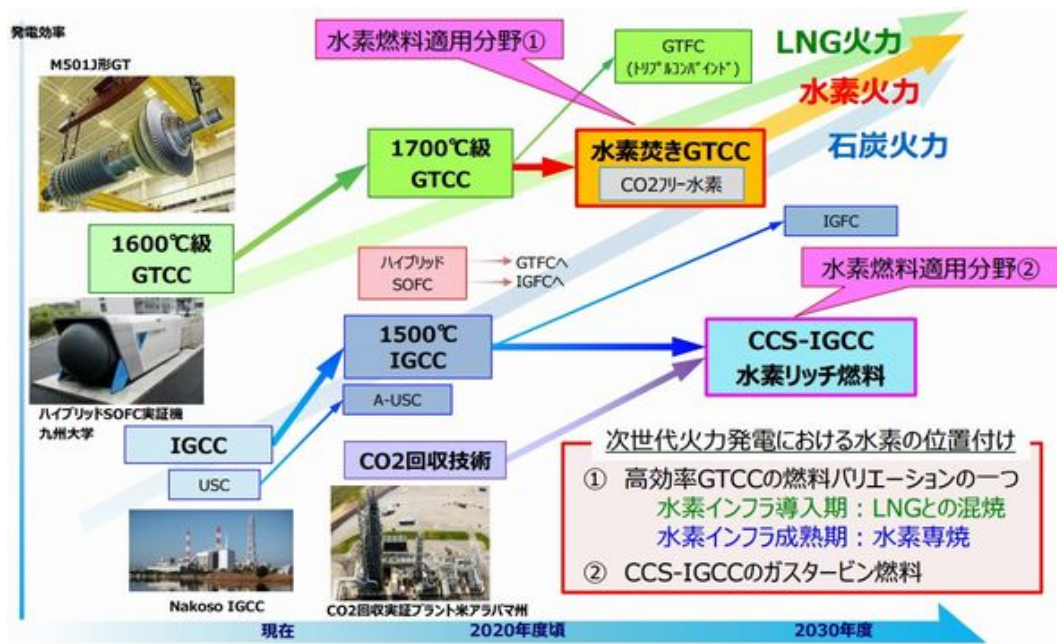 発電効率
M501J形GT
水素燃料適用分野①
GTFC
(トリプルコンバインド)
LNG火力
水素火力
石炭火力
1700℃級
GTCC
水素焚きGTCC
CO2フリー水素
1600℃級
GTCC
ハイブリッド
SOFC
GTFCへ
IGFCへ
IGFC
水素燃料適用分野②
1500℃
IGCC
CCS-IGCC
水素リッチ燃料
A-USC
ハイブリッドSOFC実証機
九州大学
IGCC
USC
CO2回収技術
次世代火力発電における水素の位置付け
① 高効率GTCCの燃料バリエーションの一つ
水素インフラ導入期：LNGとの混焼
水素インフラ成熟期：水素専焼
② CCS-IGCCのガスタービン燃料
Nakoso IGCC
CO2回収実証プラント米アラバマ州
現在
2020年度頃
2030年度